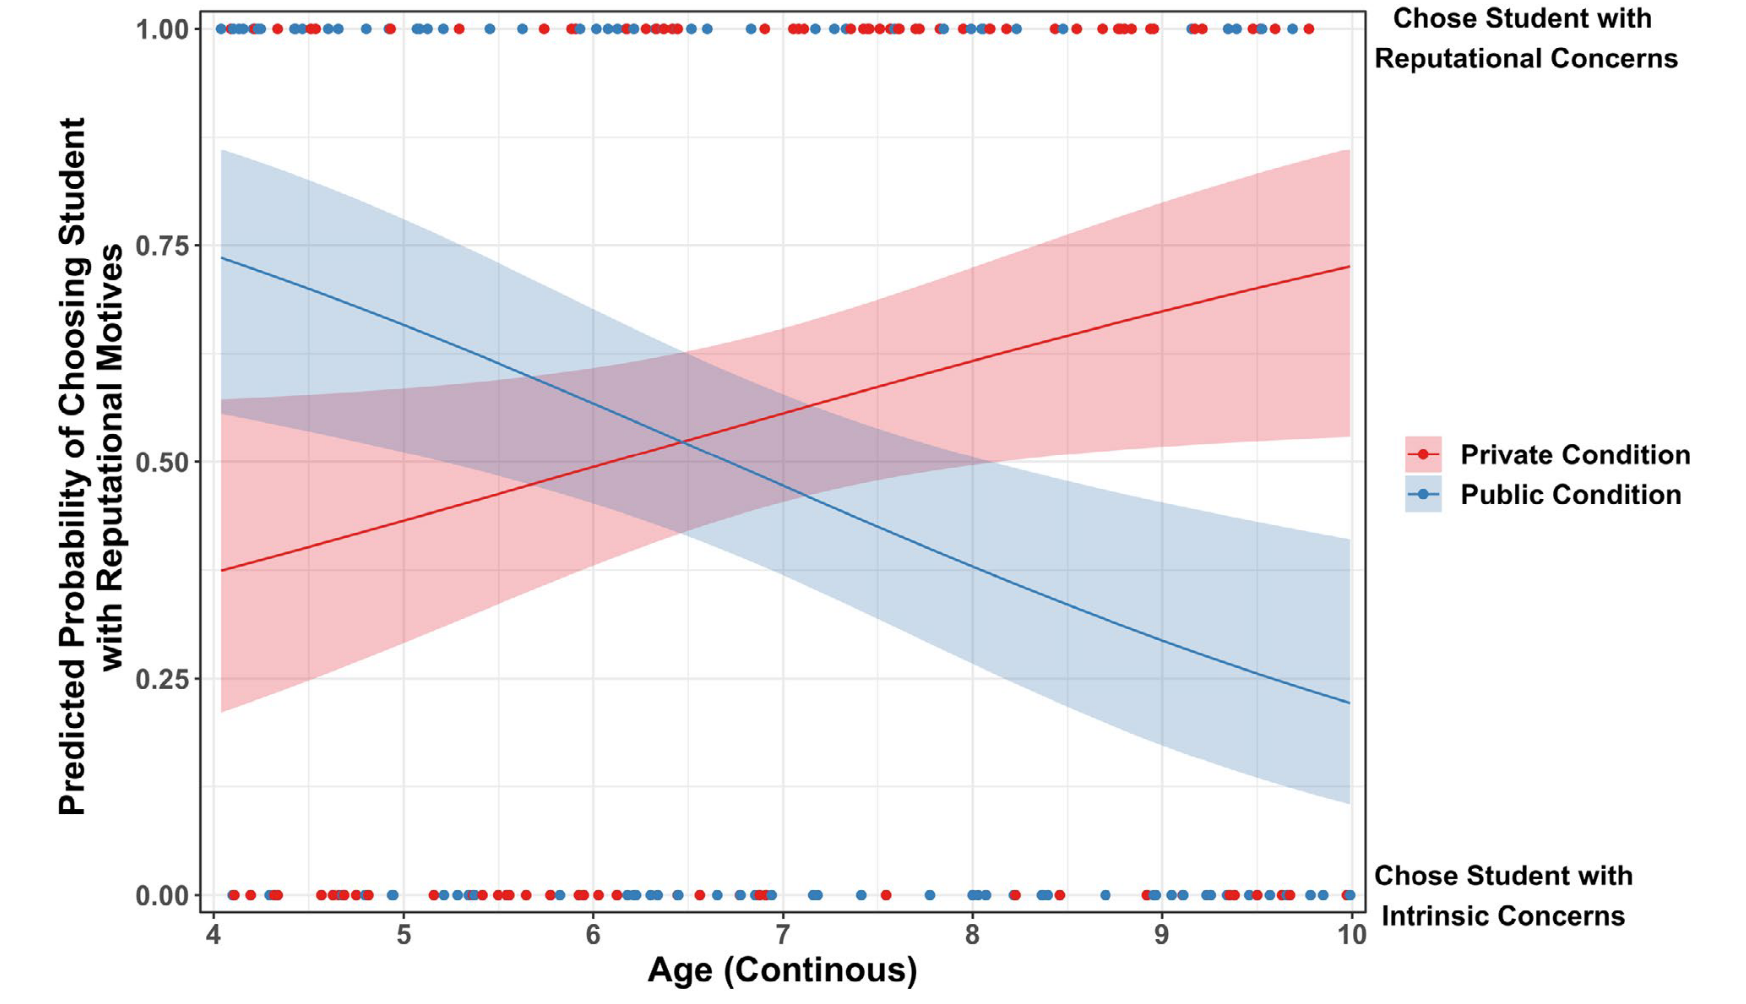 Chose Student with
Reputational Concerns
Predicted Probability of Choosing Student
with Reputational Motives
1.00
0.75
0.50
0.25
0.00
Private Condition
Public Condition
Chose Student with
Intrinsic Concerns
4 5 6 7 8 9 10
Age (Continous)